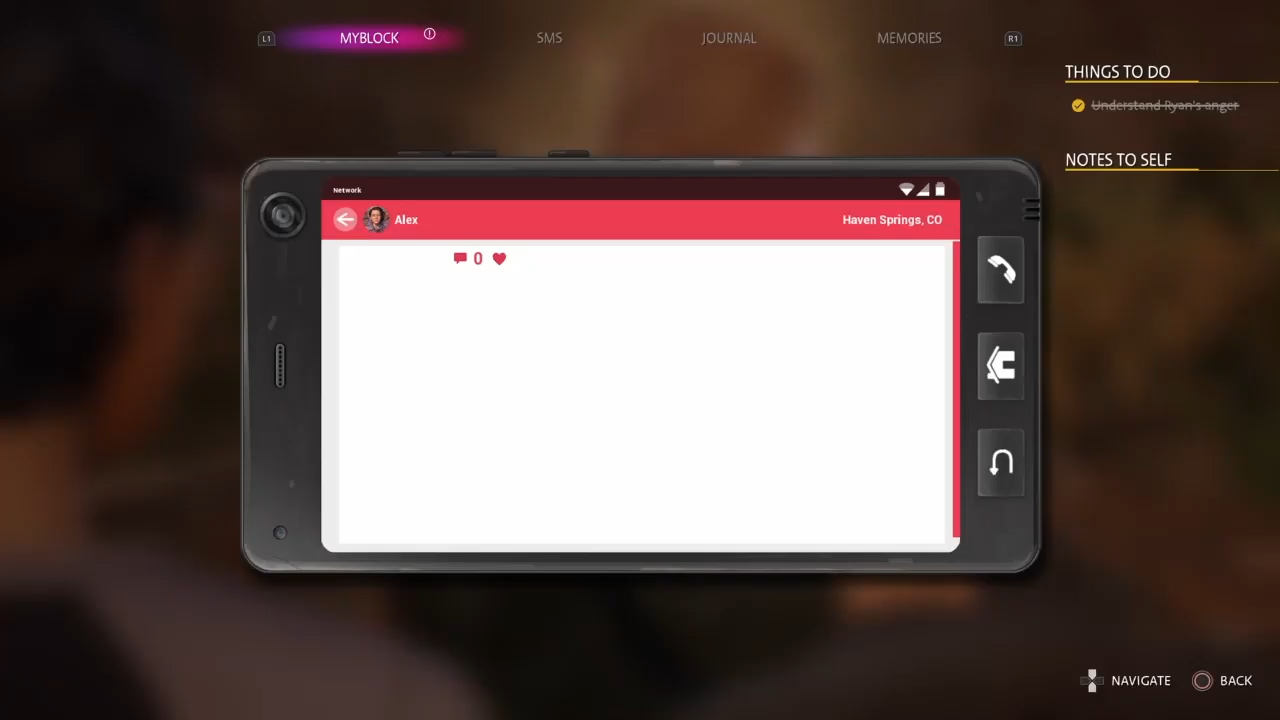 L1
MYBLOCK
SMS
JOURNAL
MEMORIES
R1
THINGS TO DO
Understand Ryan's anger
NOTES TO SELF
Network
Alex
Haven Springs, CO
0
NAVIGATE
BACK